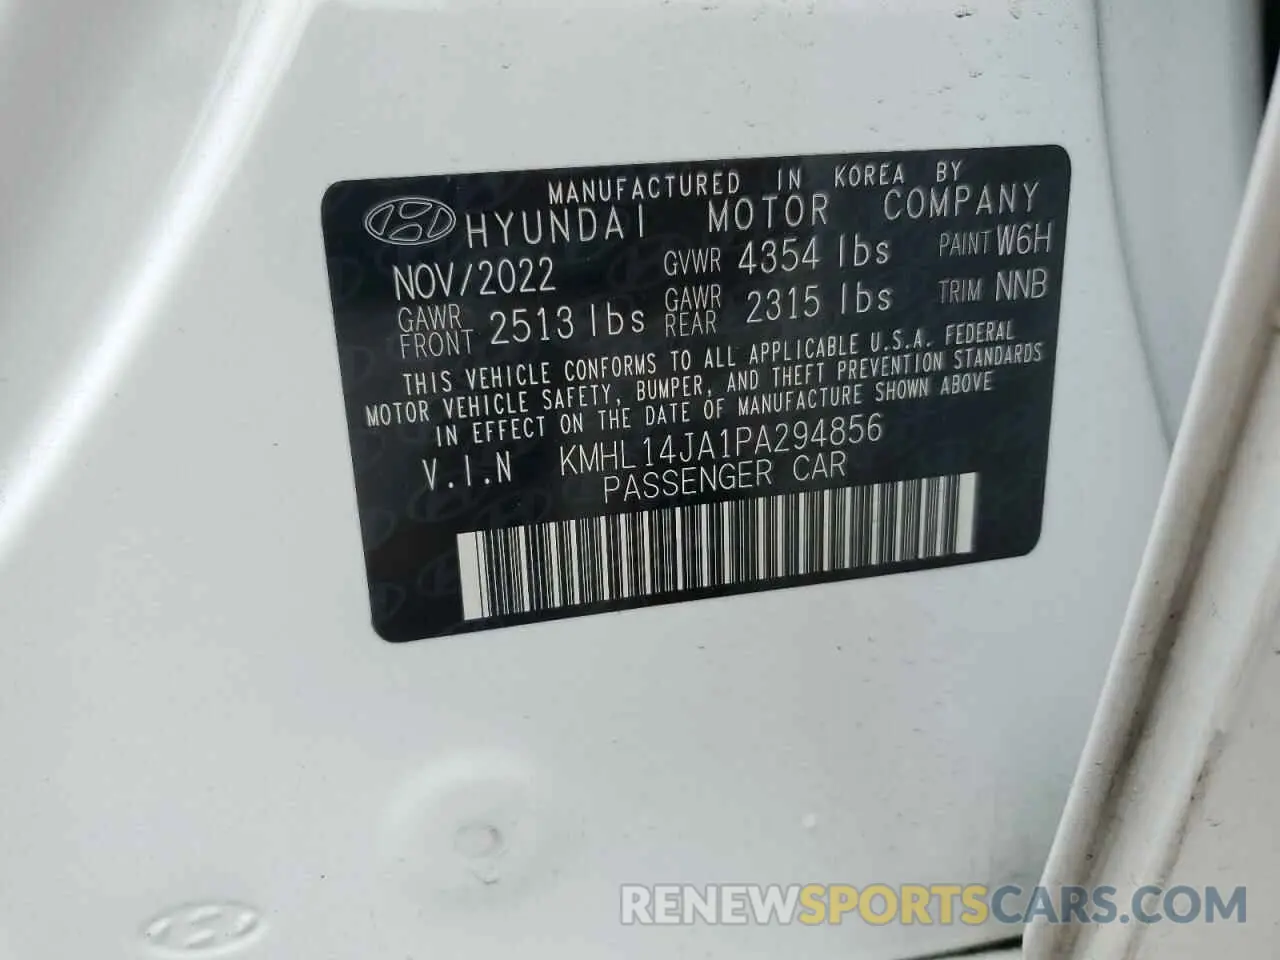 MANUFACTURED IN KOREA BY
HYUNDAI MOTOR COMPANY
NOV/2022 GVWR 4354 lbs PAINT W6H
GAWR FRONT 2513 lbs GAWR REAR 2315 lbs TRIM NNB
THIS VEHICLE CONFORMS TO ALL APPLICABLE U.S.A. FEDERAL
MOTOR VEHICLE SAFETY, BUMPER, AND THEFT PREVENTION STANDARDS
IN EFFECT ON THE DATE OF MANUFACTURE SHOWN ABOVE
V.I.N KMHL14JA1PA294856
PASSENGER CAR
RENEWSPORTSCARS.COM